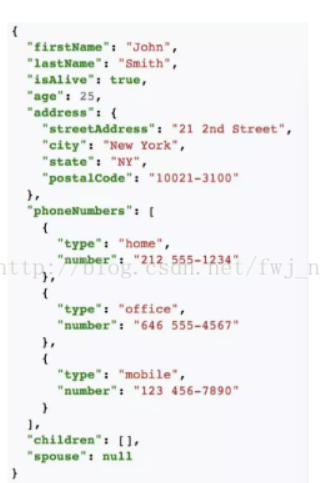 {
  "firstName": "John",
  "lastName": "Smith",
  "isAlive": true,
  "age": 25,
  "address": {
    "streetAddress": "21 2nd Street",
    "city": "New York",
    "state": "NY",
    "postalCode": "10021-3100"
  },
  "phoneNumbers": [
    {
      "type": "home",
      "number": "212 555-1234"
http://blog.csdn.net/fwj_n
    },
    {
      "type": "office",
      "number": "646 555-4567"
    },
    {
      "type": "mobile",
      "number": "123 456-7890"
    }
  ],
  "children": [],
  "spouse": null
}